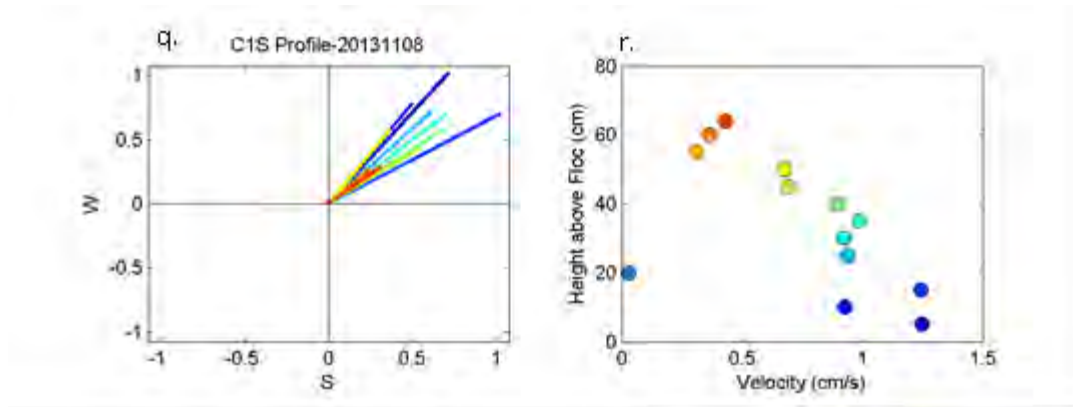 q. C1S Profile-20131108
1
0.5
0
-0.5
-1
W
-1 -0.5 0 0.5 1
S
r.
80
60
40
20
0
Height above Floc (cm)
0 0.5 1 1.5
Velocity (cm/s)